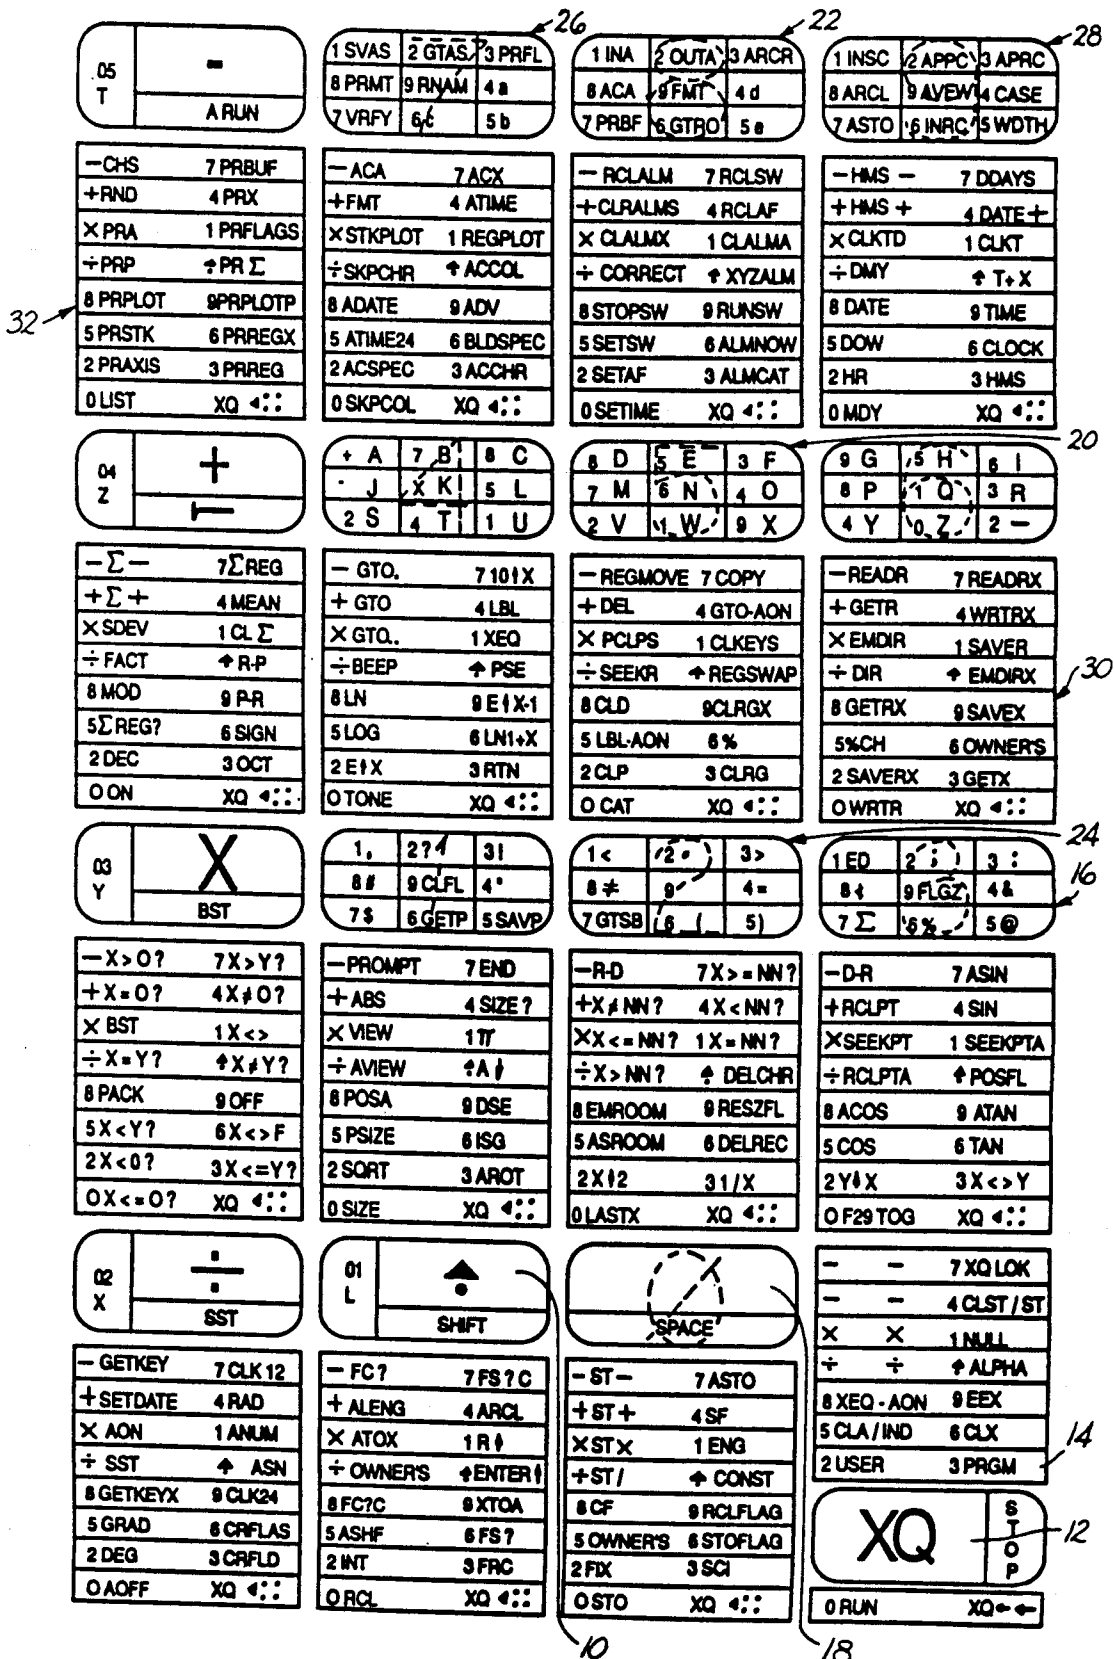 26 22 28
05 T
−
A RUN
1 SVAS 2 GTAS 3 PRFL
8 PRMT 9 RNAM 4 a
7 VRFY 6 c 5 b
1 INA 2 OUTA 3 ARCR
8 ACA 9 FMT 4 d
7 PRBF 6 GTRO 5 e
1 INSC 2 APPC 3 APRC
8 ARCL 9 AVEW 4 CASE
7 ASTO 6 INRC 5 WDTH
32
−CHS 7 PRBUF
+RND 4 PRX
×PRA 1 PRFLAGS
÷PRP ↑PR Σ
8 PRPLOT 9PRPLOTP
5 PRSTK 6 PRREGX
2 PRAXIS 3 PRREG
0 LIST XQ
−ACA 7 ACX
+FMT 4 ATIME
×STKPLOT 1 REGPLOT
÷SKPCHR ↑ACCOL
8 ADATE 9 ADV
5 ATIME24 6 BLDSPEC
2 ACSPEC 3 ACCHR
0 SKPCOL XQ
− RCLALM 7 RCLSW
+CLRALMS 4 RCLAF
× CLALMX 1 CLALMA
÷ CORRECT ↑ XYZALM
8 STOPSW 9 RUNSW
5 SETSW 6 ALMNOW
2 SETAF 3 ALMCAT
0 SETIME XQ
−HMS − 7 DDAYS
+HMS + 4 DATE+
×CLKTD 1 CLKT
÷DMY ↑ T+X
8 DATE 9 TIME
5 DOW 6 CLOCK
2 HR 3 HMS
0 MDY XQ
20
04 Z
+
+ A 7 B 8 C
· J X K 5 L
2 S 4 T 1 U
8 D 5 E 3 F
7 M 6 N 4 O
2 V 1 W 9 X
9 G 5 H 6 I
8 P 1 Q 3 R
4 Y 0 Z 2 −
30
−Σ− 7ΣREG
+Σ+ 4 MEAN
×SDEV 1 CL Σ
÷FACT ↑R-P
8 MOD 9 P-R
5ΣREG? 6 SIGN
2 DEC 3 OCT
0 ON XQ
− GTO. 7 10↑X
+ GTO 4 LBL
×GTO.. 1 XEQ
÷BEEP ↑ PSE
8 LN 9 E↑X-1
5 LOG 6 LN1+X
2 E↑X 3 RTN
0 TONE XQ
−REGMOVE 7 COPY
+DEL 4 GTO-AON
× PCLPS 1 CLKEYS
÷SEEKR ↑REGSWAP
8 CLD 9CLRGX
5 LBL-AON 6 %
2 CLP 3 CLRG
0 CAT XQ
−READR 7 READRX
+GETR 4WRTRX
×EMDIR 1 SAVER
÷DIR ↑ EMDIRX
8 GETRX 9 SAVEX
5%CH 6 OWNER'S
2 SAVERX 3 GETX
0 WRTR XQ
24 16
03 Y
X
BST
1, 2? 3!
8# 9 CLFL 4"
7$ 6 GETP 5 SAVP
1< 2 · 3>
8 ≠ 9 4=
7 GTSB 6 ( 5)
1 ED 2 ; 3 :
8 9 FLGZ 4 &
7 Σ 6 % 5 @
−X>0? 7X>Y?
+X=0? 4X≠0?
×BST 1X<>
÷X=Y? ↑X≠Y?
8 PACK 9 OFF
5X<Y? 6X<>F
2X<0? 3X<=Y?
0X<=0? XQ
−PROMPT 7 END
+ABS 4 SIZE?
×VIEW 1π
÷AVIEW ↑A
8 POSA 9 DSE
5 PSIZE 6 ISG
2 SQRT 3 AROT
0 SIZE XQ
−R-D 7X>=NN?
+X≠NN? 4X<NN?
×X<=NN? 1X=NN?
÷X>NN? ↑ DELCHR
8 EMROOM 9 RESZFL
5 ASROOM 6 DELREC
2X↑2 31/X
0 LASTX XQ
−D-R 7 ASIN
+RCLPT 4 SIN
×SEEKPT 1 SEEKPTA
÷RCLPTA ↑POSFL
8 ACOS 9 ATAN
5 COS 6 TAN
2Y↑X 3X<>Y
0 F29 TOG XQ
02 X
÷
SST
01 L
SHIFT
SPACE
− − 7 XQ LOK
− − 4 CLST / ST
× × 1 NULL
÷ ÷ ↑ALPHA
8 XEQ-AON 9 EEX
5 CLA/IND 6 CLX
2 USER 3 PRGM
14
− GETKEY 7 CLK 12
+SETDATE 4 RAD
× AON 1 ANUM
÷ SST ↑ ASN
8 GETKEYX 9 CLK24
5 GRAD 6 CRFLAS
2 DEG 3 CRFLD
0 AOFF XQ
− FC? 7FS?C
+ ALENG 4 ARCL
× ATOX 1R
÷ OWNER'S ↑ENTER↑
8 FC?C 9 XTOA
5 ASHF 6 FS?
2 INT 3 FRC
0 RCL XQ
−ST− 7 ASTO
+ST+ 4 SF
×ST× 1 ENG
+ST/ ↑ CONST
8 CF 9 RCLFLAG
5 OWNER'S 6 STOFLAG
2 FIX 3 SCI
0 STO XQ
XQ
STOP
12
0 RUN XQ←←
10 18